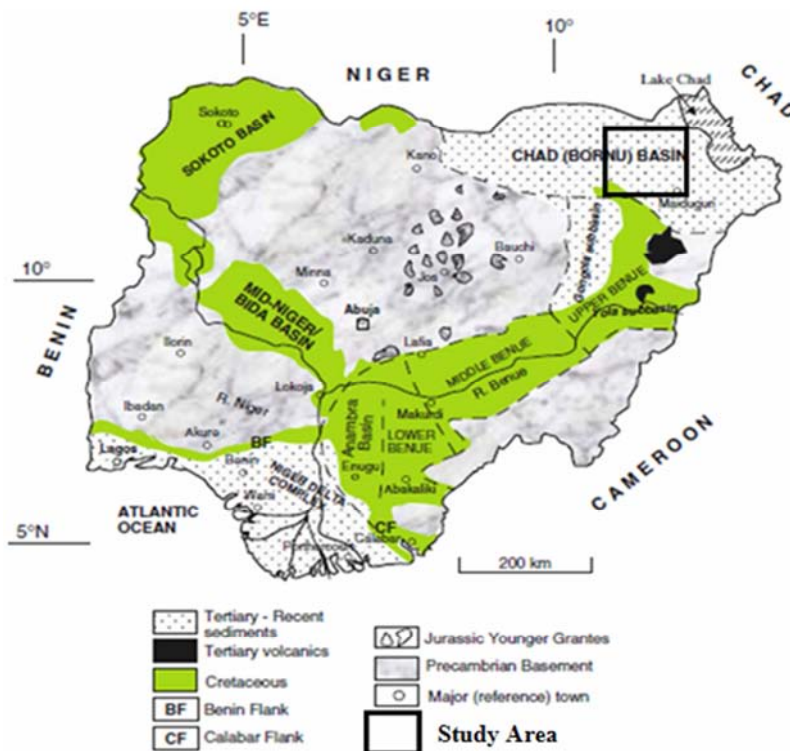 5°E
10°
NIGER
CHAD
Lake Chad
Sokoto
SOKOTO BASIN
Kano
CHAD (BORNU) BASIN
Maiduguri
Kaduna
Bauchi
Gongola subbasin
10°
Minna
Jos
UPPER BENUE
Yola subbasin
MID-NIGER/
BIDA BASIN
Abuja
BENIN
Ilorin
Lafia
MIDDLE BENUE
R. Benue
Lokoja
R. Niger
Makurdi
Ibadan
Akure
BF
Anambra
Basin
LOWER
BENUE
CAMEROON
Lagos
Benin
Enugu
Abakaliki
NIGER DELTA
COMPLEX
Warri
ATLANTIC
OCEAN
CF
Calabar
5°N
200 km
Tertiary - Recent
sediments
Tertiary volcanics
Cretaceous
BF Benin Flank
CF Calabar Flank
Jurassic Younger Grantes
Precambrian Basement
Major (reference) town
Study Area